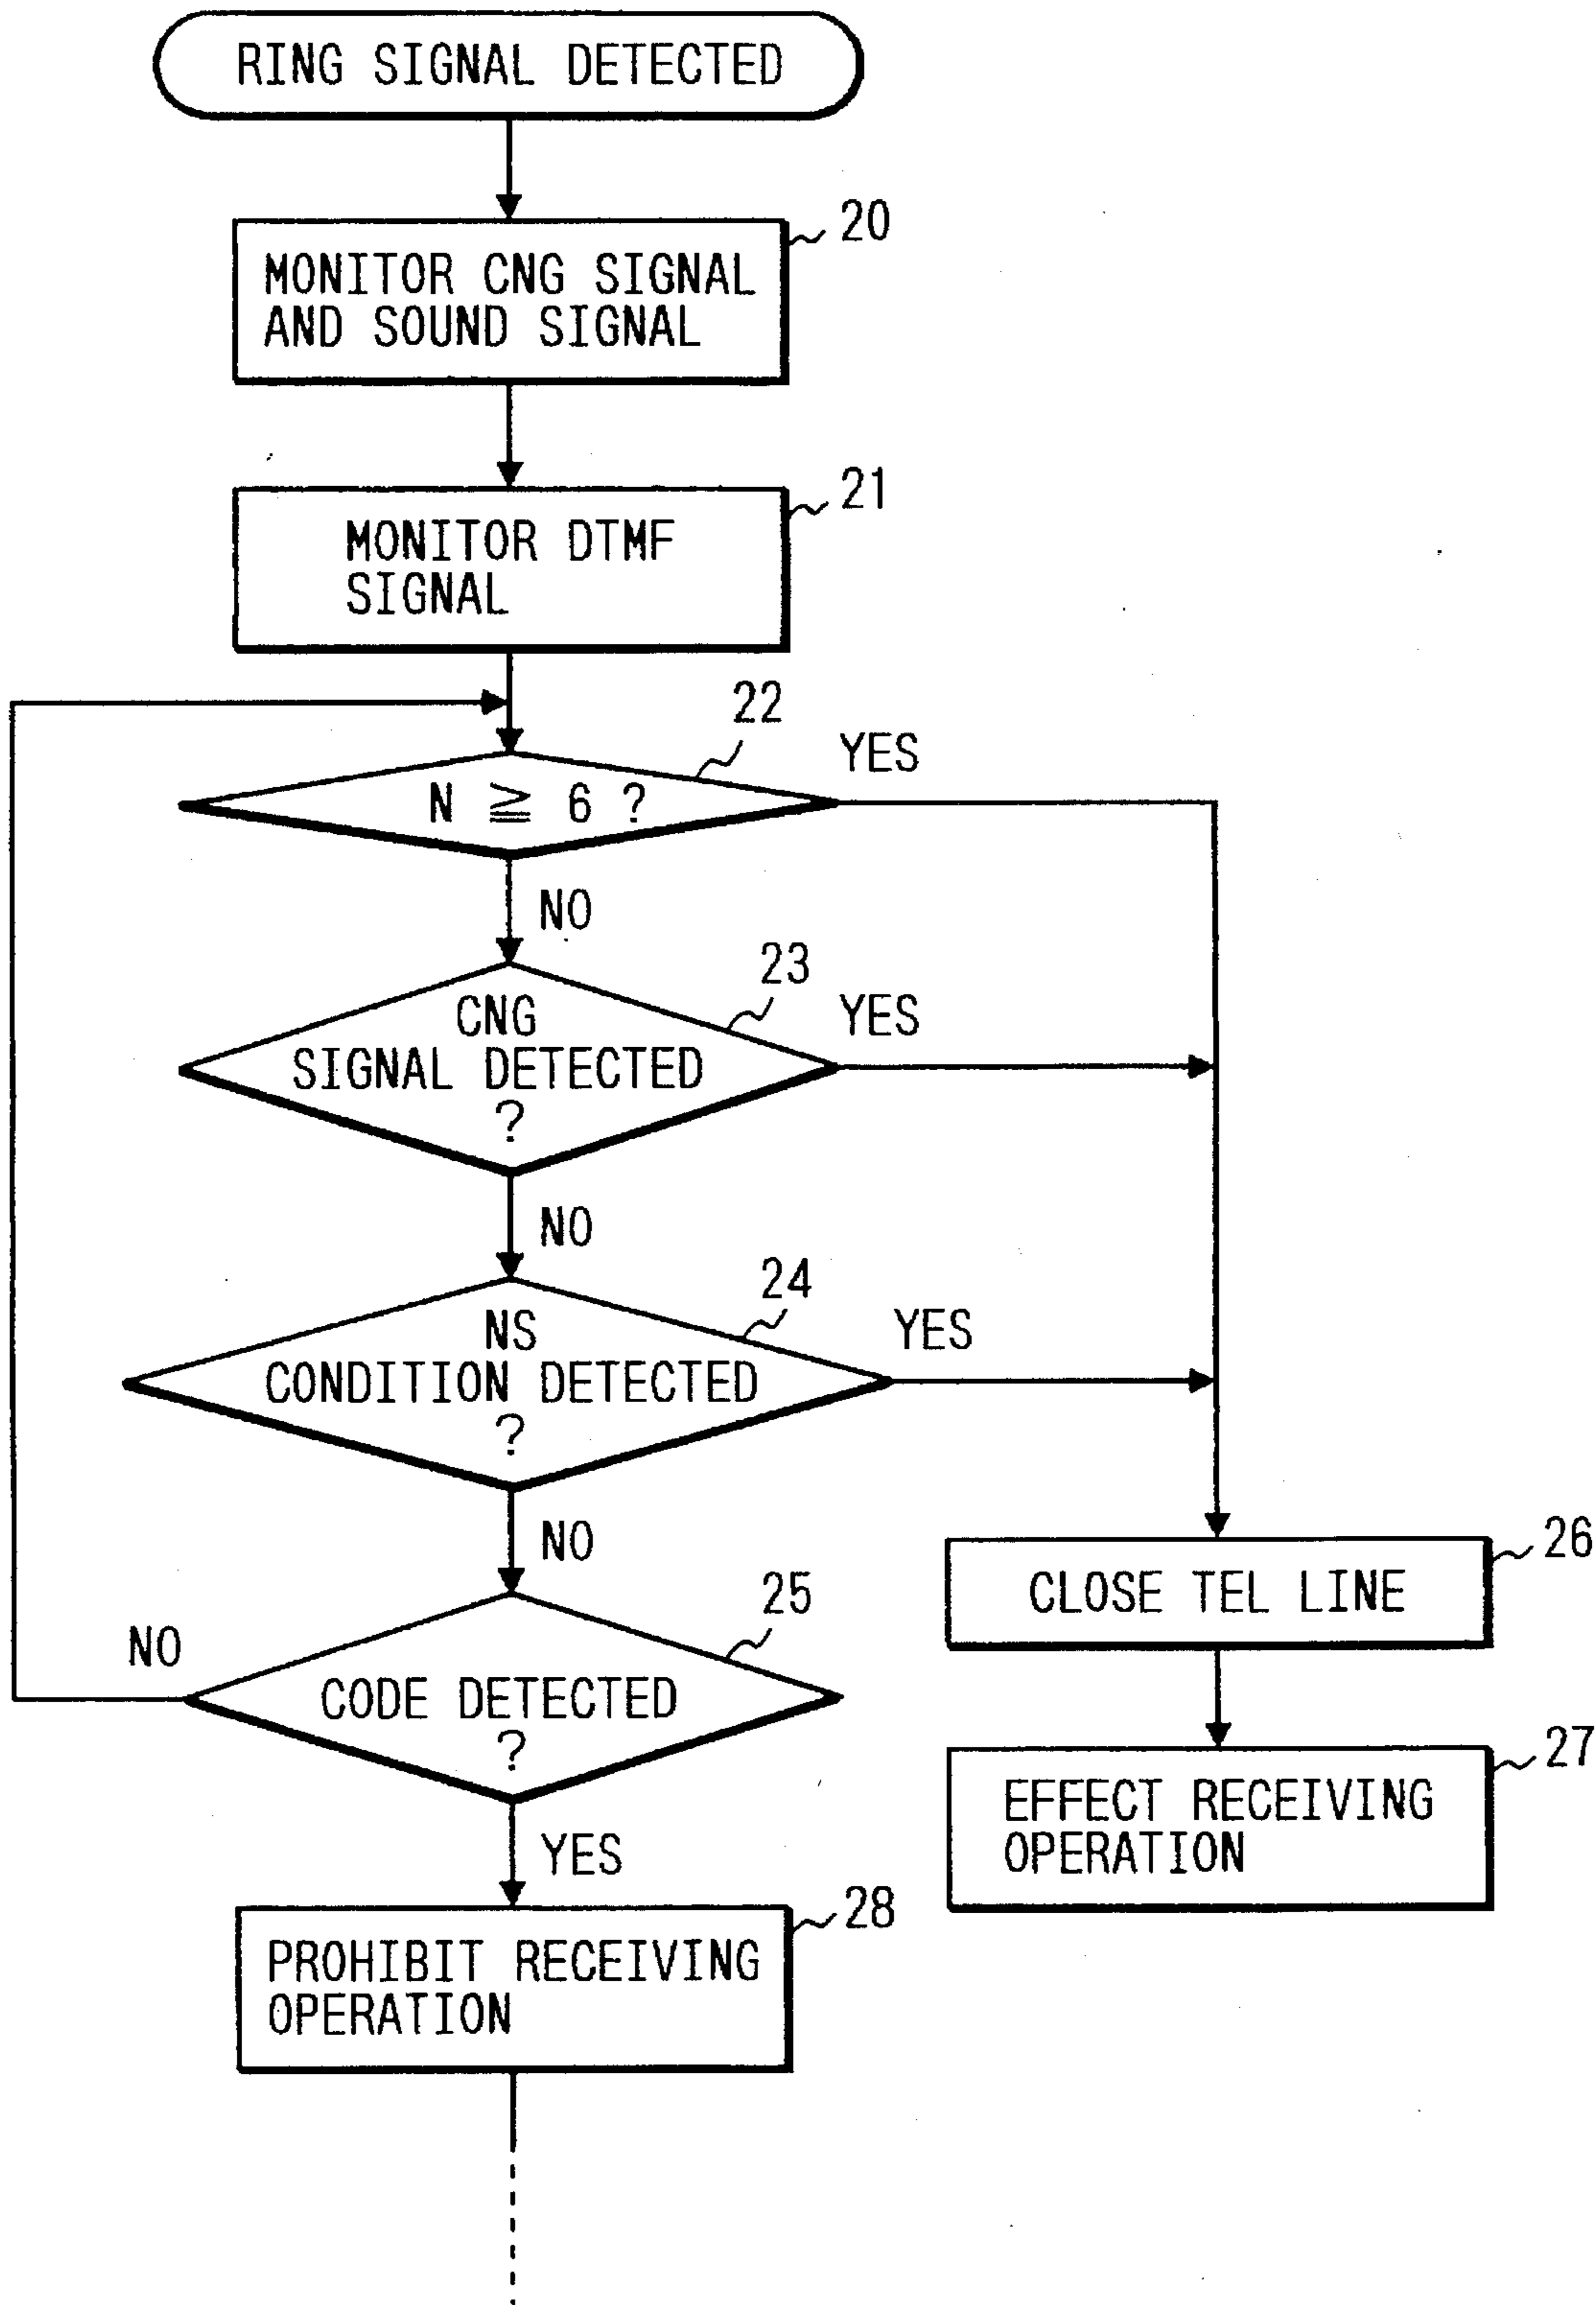 RING SIGNAL DETECTED
20
MONITOR CNG SIGNAL
AND SOUND SIGNAL
21
MONITOR DTMF
SIGNAL
22
YES
N ≧ 6 ?
NO
23
YES
CNG
SIGNAL DETECTED
?
NO
24
YES
NS
CONDITION DETECTED
?
NO
25
NO
CODE DETECTED
?
YES
26
CLOSE TEL LINE
27
EFFECT RECEIVING
OPERATION
28
PROHIBIT RECEIVING
OPERATION